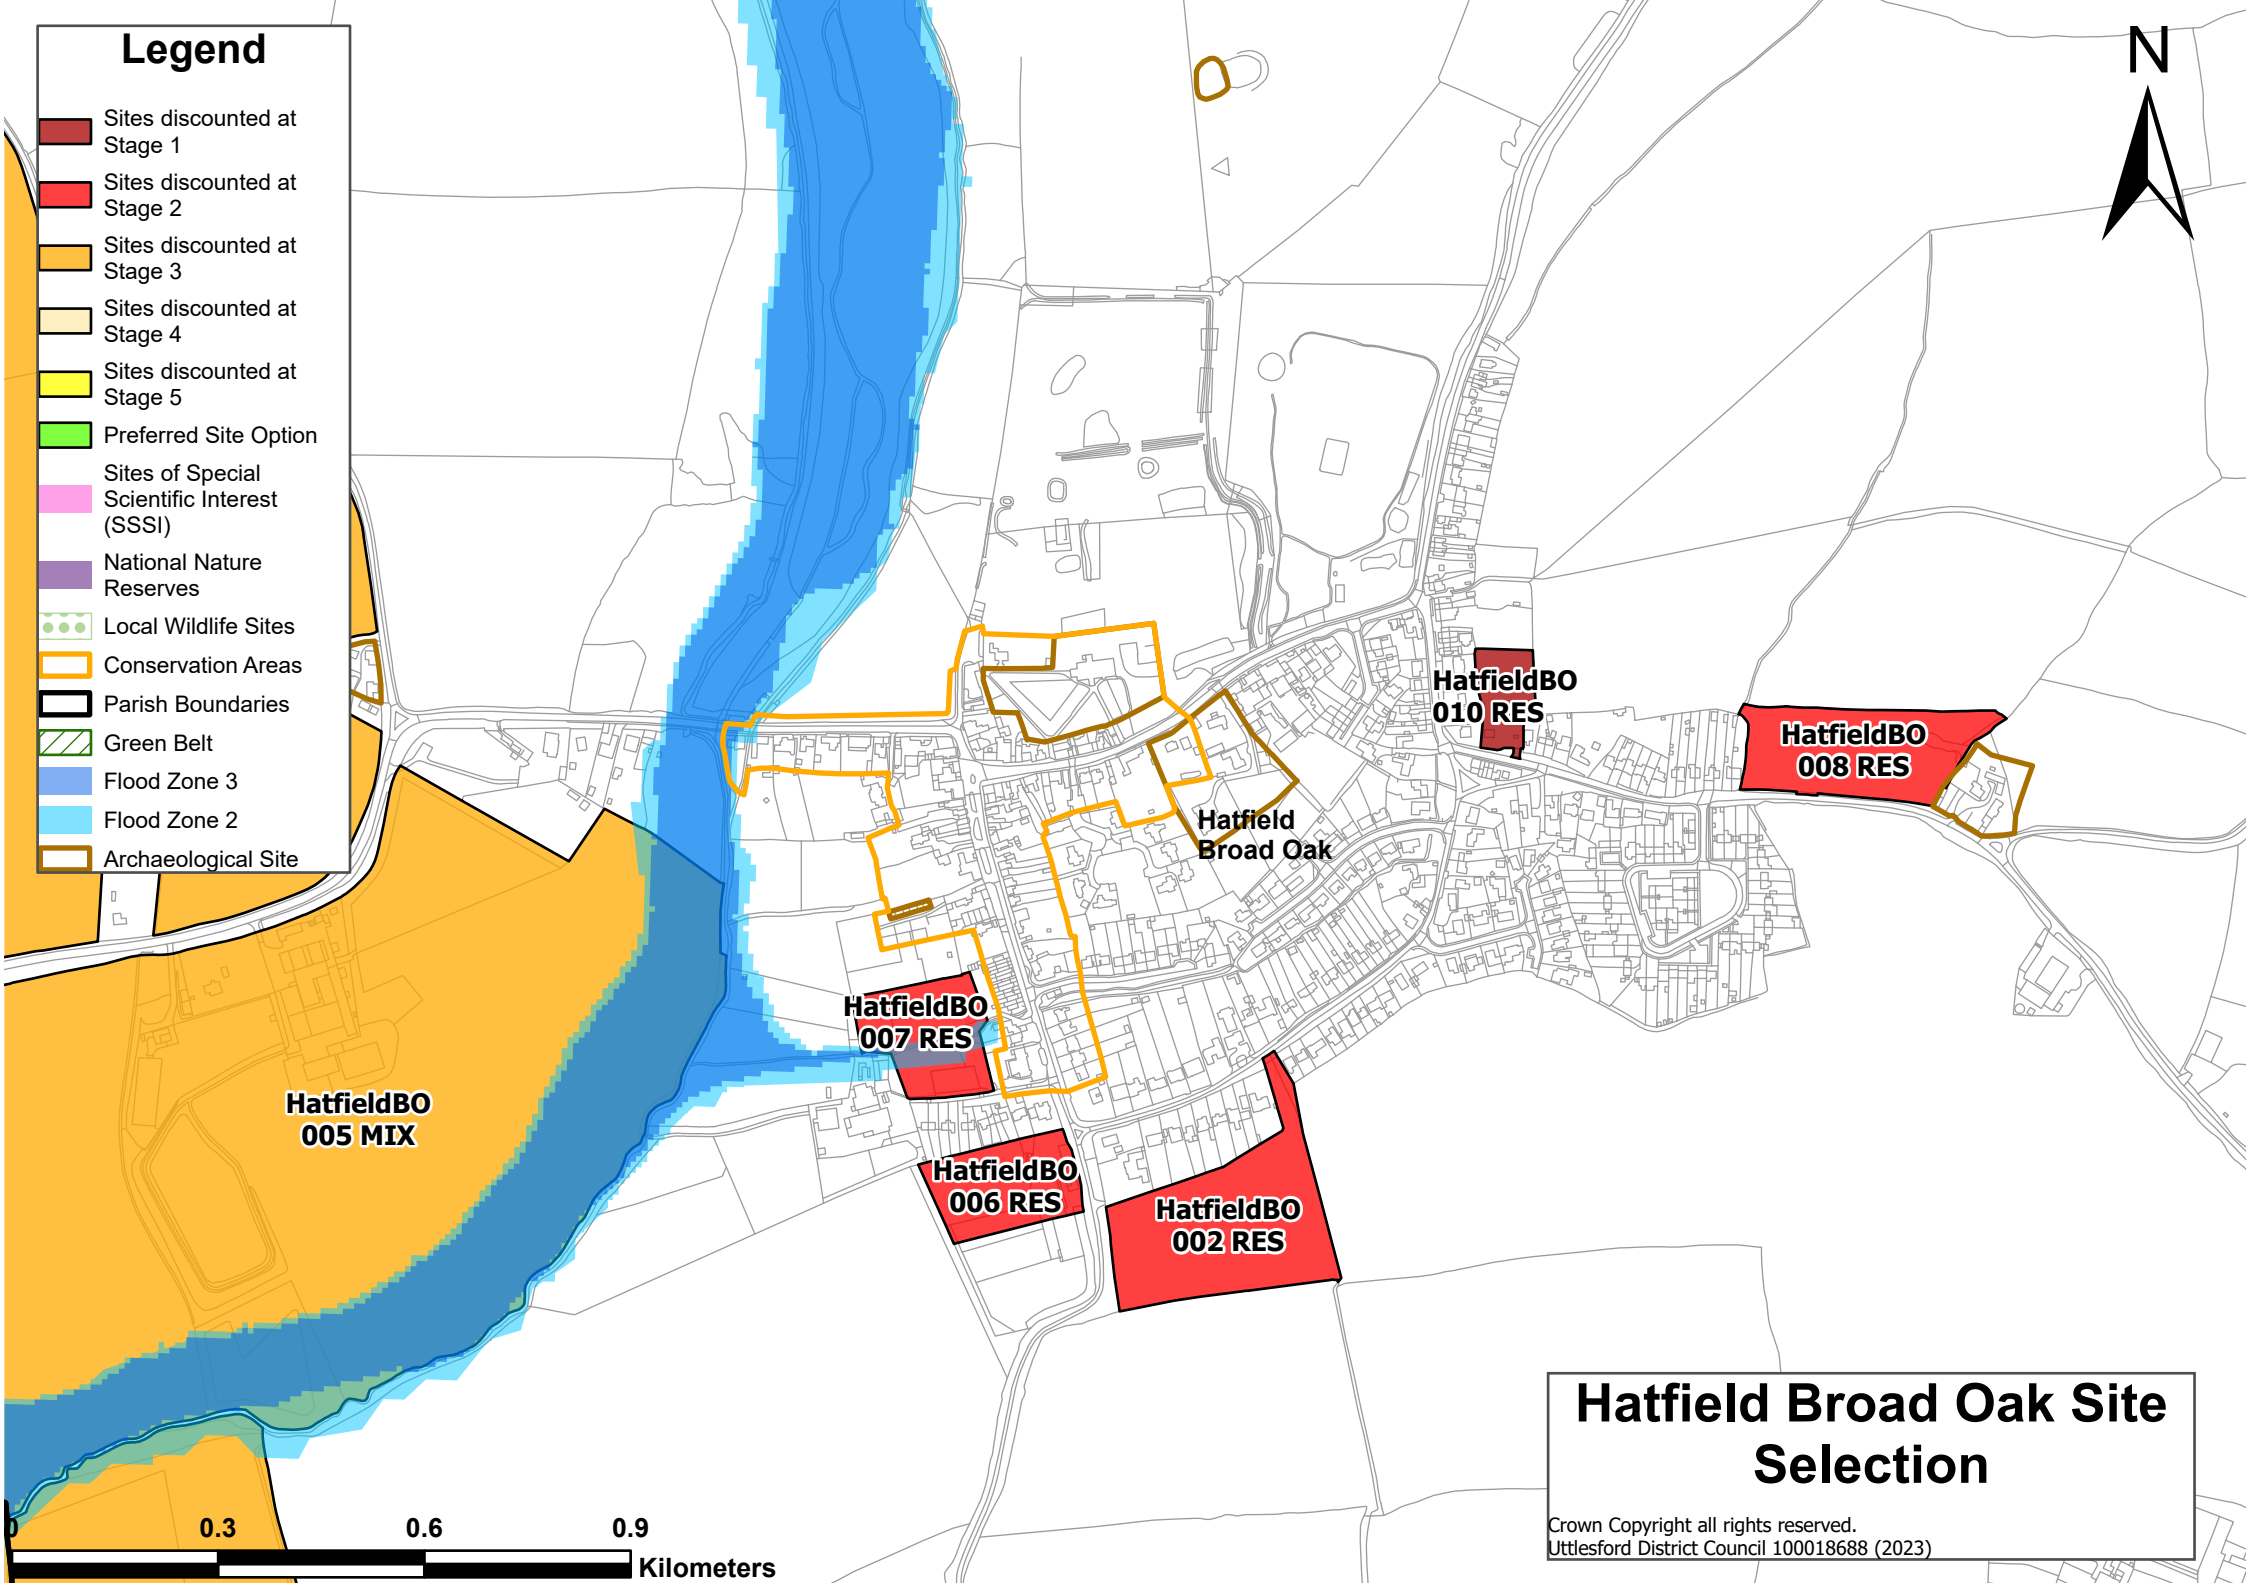 Legend
Sites discounted at
Stage 1
Sites discounted at
Stage 2
Sites discounted at
Stage 3
Sites discounted at
Stage 4
Sites discounted at
Stage 5
Preferred Site Option
Sites of Special
Scientific Interest
(SSSI)
National Nature
Reserves
Local Wildlife Sites
Conservation Areas
Parish Boundaries
Green Belt
Flood Zone 3
Flood Zone 2
Archaeological Site
N
HatfieldBO
010 RES
HatfieldBO
008 RES
Hatfield
Broad Oak
HatfieldBO
007 RES
HatfieldBO
005 MIX
HatfieldBO
006 RES
HatfieldBO
002 RES
0 0.3 0.6 0.9
Kilometers
Hatfield Broad Oak Site
Selection
Crown Copyright all rights reserved.
Uttlesford District Council 100018688 (2023)